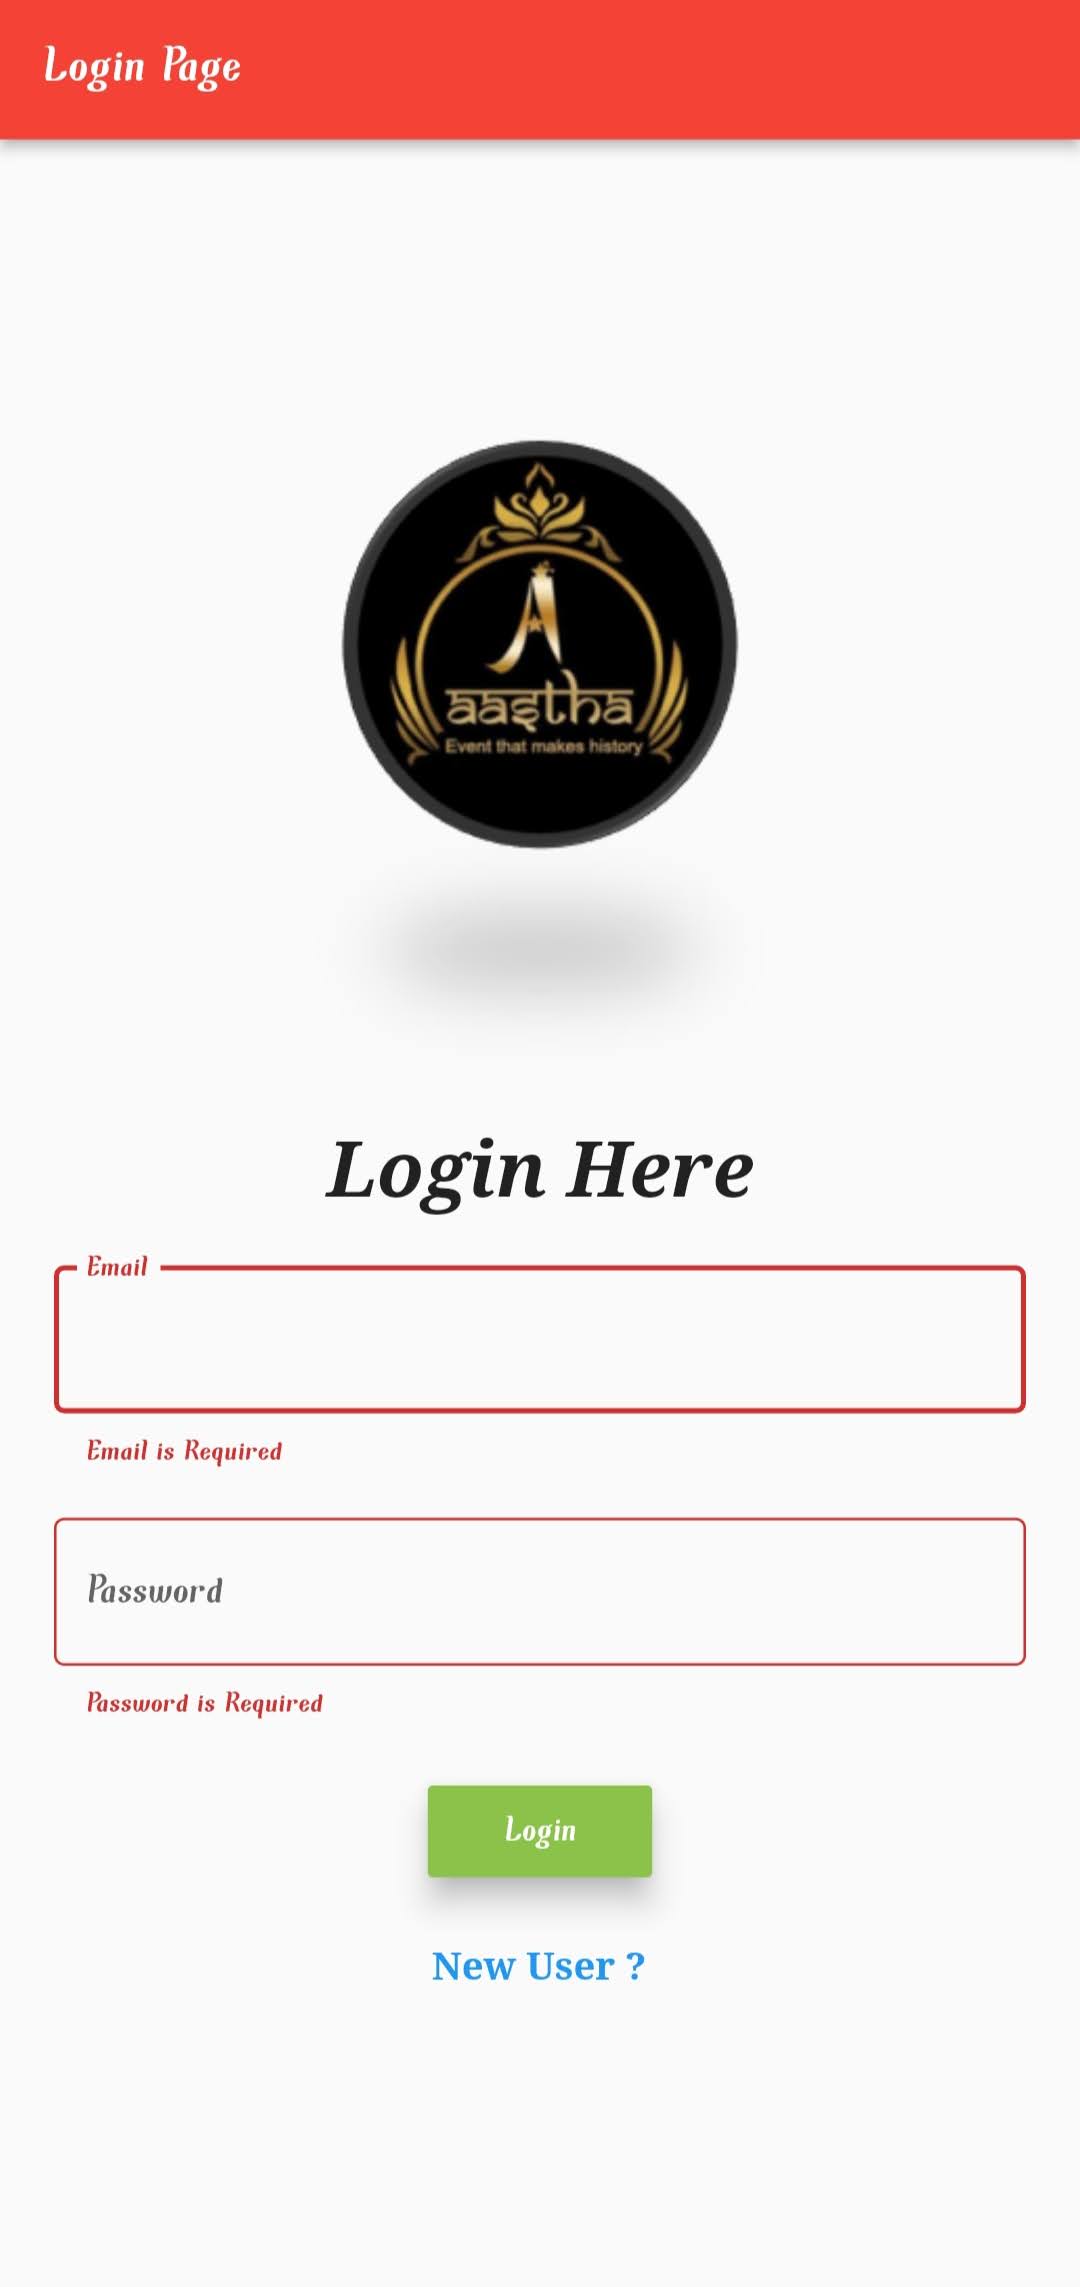 Login Page
A
aastha
Event that makes history
Login Here
Email
Email is Required
Password
Password is Required
Login
New User ?